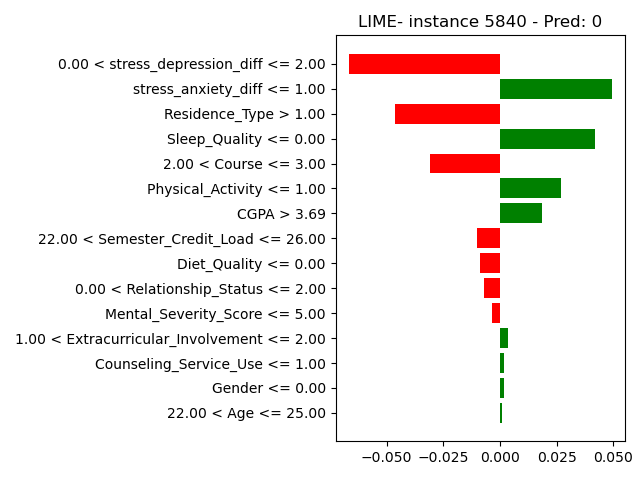 LIME- instance 5840 - Pred: 0
0.00 < stress_depression_diff <= 2.00
stress_anxiety_diff <= 1.00
Residence_Type > 1.00
Sleep_Quality <= 0.00
2.00 < Course <= 3.00
Physical_Activity <= 1.00
CGPA > 3.69
22.00 < Semester_Credit_Load <= 26.00
Diet_Quality <= 0.00
0.00 < Relationship_Status <= 2.00
Mental_Severity_Score <= 5.00
1.00 < Extracurricular_Involvement <= 2.00
Counseling_Service_Use <= 1.00
Gender <= 0.00
22.00 < Age <= 25.00
−0.050 −0.025 0.000 0.025 0.050